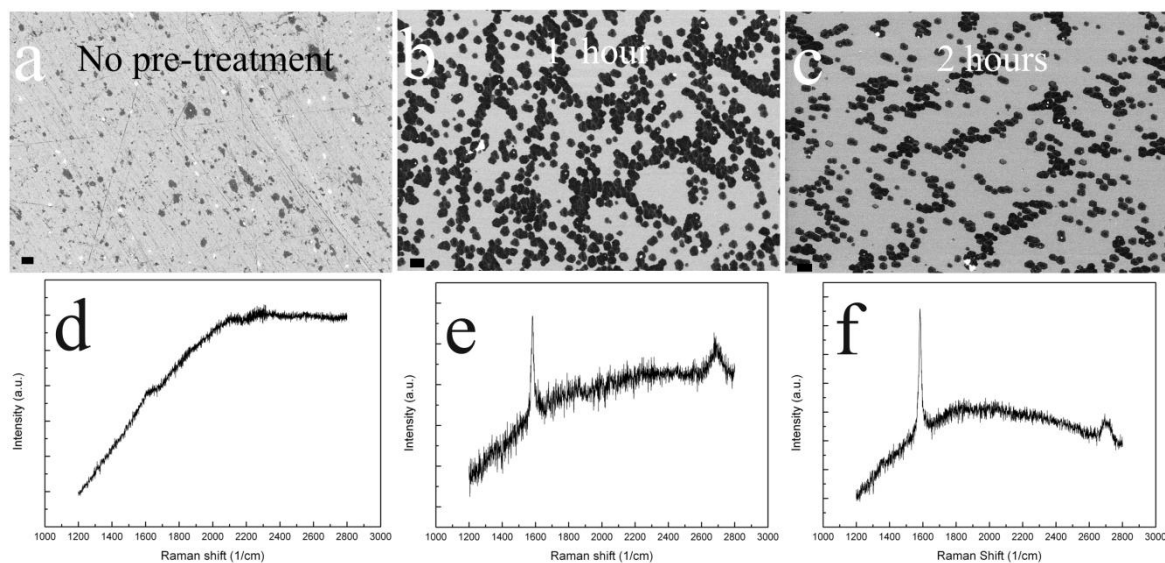 a
No pre-treatment
b
1 hour
c
2 hours
d
Intensity (a.u.)
1000 1200 1400 1600 1800 2000 2200 2400 2600 2800 3000
Raman shift (1/cm)
e
Intensity (a.u.)
1000 1200 1400 1600 1800 2000 2200 2400 2600 2800 3000
Raman shift (1/cm)
f
Intensity (a.u.)
1000 1200 1400 1600 1800 2000 2200 2400 2600 2800 3000
Raman Shift (1/cm)